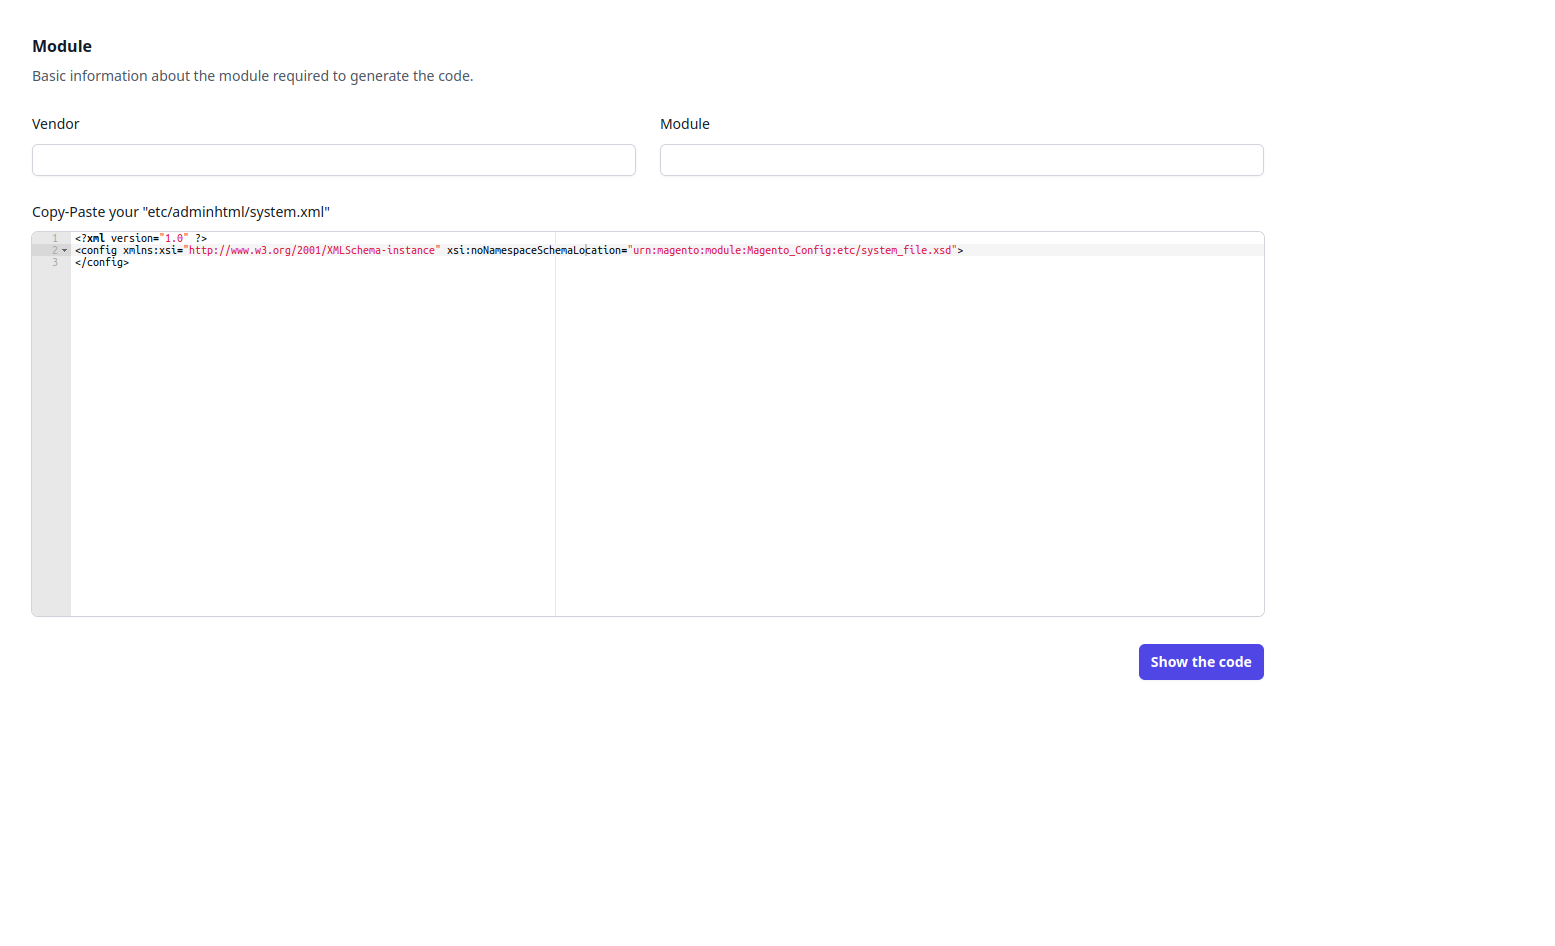 Module
Basic information about the module required to generate the code.
Vendor
Module
Copy-Paste your "etc/adminhtml/system.xml"
1 <?xml version="1.0" ?>
2 <config xmlns:xsi="http://www.w3.org/2001/XMLSchema-instance" xsi:noNamespaceSchemaLocation="urn:magento:module:Magento_Config:etc/system_file.xsd">
3 </config>
Show the code